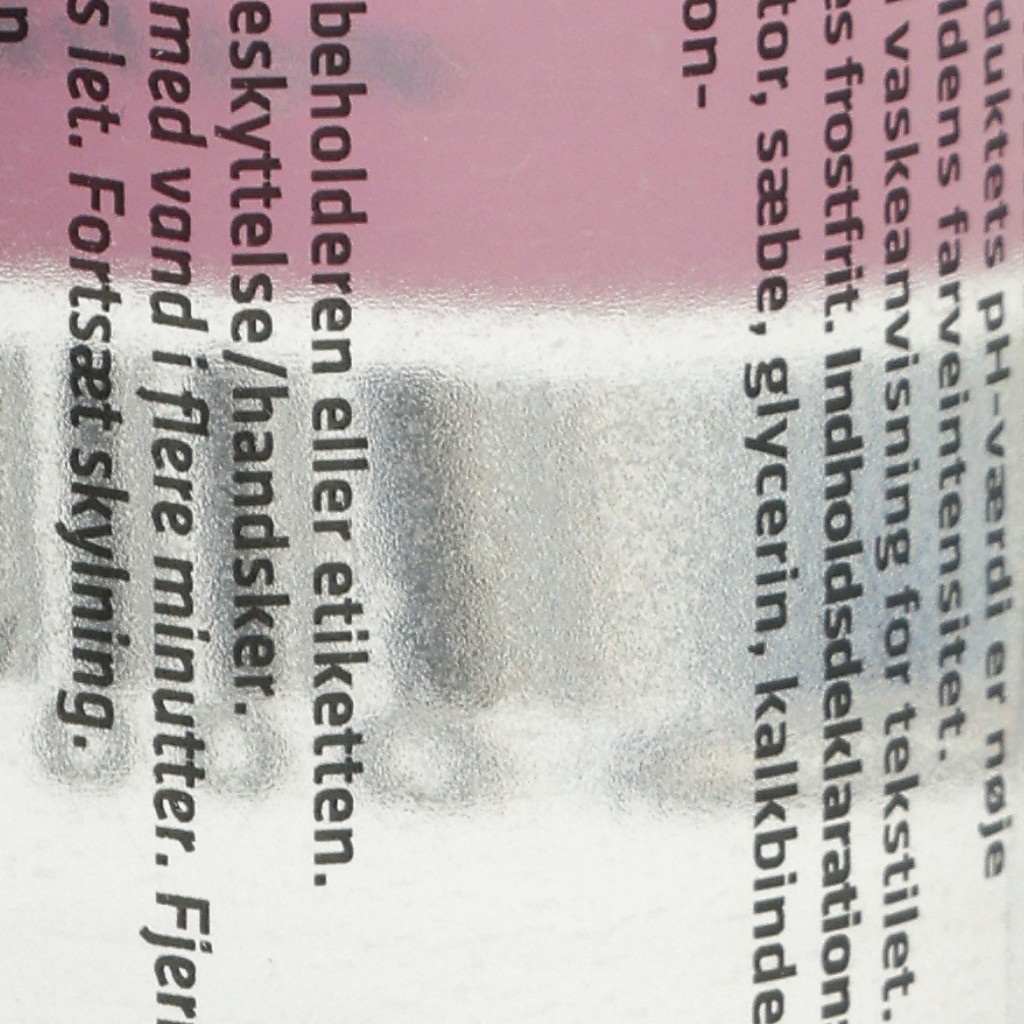 duktets pH-værdi er nøje
ldens farveintensitet.
vaskeanvisning for tekstilet.
es frostfrit. Indholdsdeklaration
tor, sæbe, glycerin, kalkbinde
on-
beholderen eller etiketten.
eskyttelse/handsker.
med vand i flere minutter. Fjer
s let. Fortsæt skylning.
n